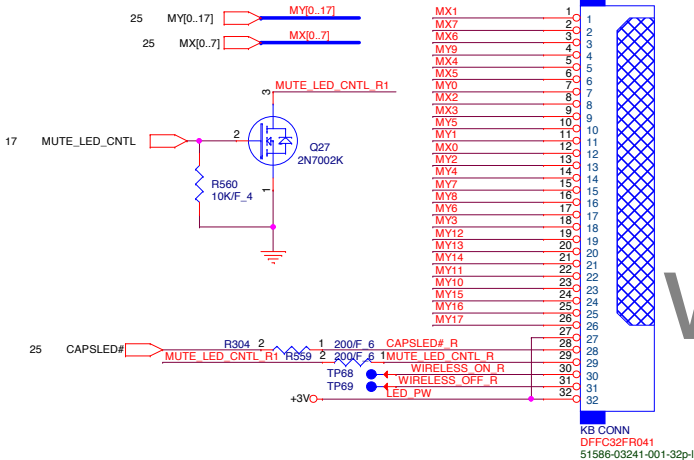 25 MY[0..17] MY[0..17]
25 MX[0..7] MX[0..7]
3 MUTE_LED_CNTL_R1
17 MUTE_LED_CNTL 2
Q27
2N7002K
1
R560
10K/F_4
25 CAPSLED# R304 2 1 200/F_6 CAPSLED#_R
MUTE_LED_CNTL_R1 R559 2 200/F_6 1 MUTE_LED_CNTL_R
TP68 WIRELESS_ON_R
TP69 WIRELESS_OFF_R
+3V LED_PW
MX1 1 1
MX7 2 2
MX6 3 3
MY9 4 4
MX4 5 5
MX5 6 6
MY0 7 7
MX2 8 8
MX3 9 9
MY5 10 10
MY1 11 11
MX0 12 12
MY2 13 13
MY4 14 14
MY7 15 15
MY8 16 16
MY6 17 17
MY3 18 18
MY12 19 19
MY13 20 20
MY14 21 21
MY11 22 22
MY10 23 23
MY15 24 24
MY16 25 25
MY17 26 26
27 27
28 28
29 29
30 30
31 31
32 32
KB CONN
DFFC32FR041